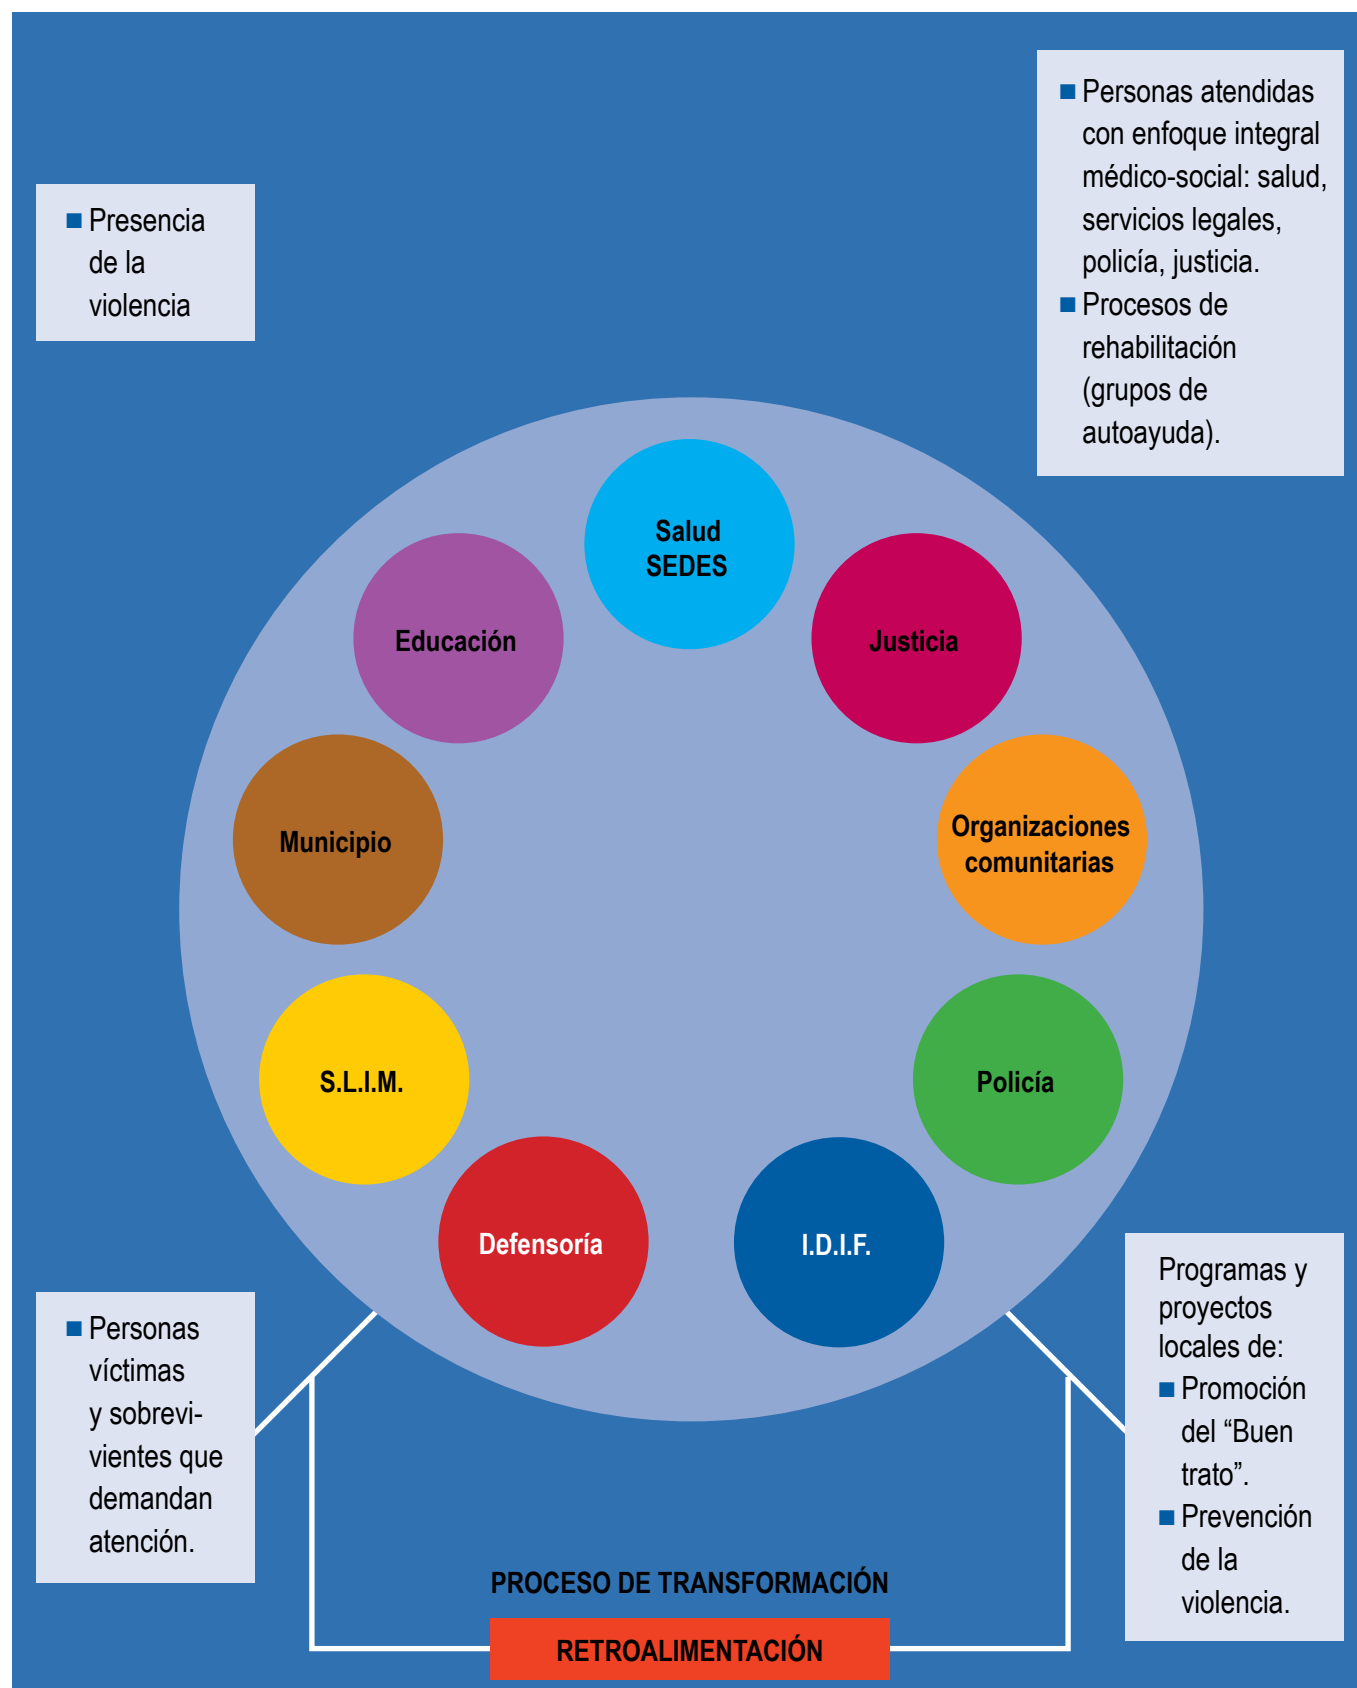 Presencia
de la
violencia
Personas atendidas
con enfoque integral
médico-social: salud,
servicios legales,
policía, justicia.
Procesos de
rehabilitación
(grupos de
autoayuda).
Salud
SEDES
Educación
Justicia
Municipio
Organizaciones
comunitarias
S.L.I.M.
Policía
Defensoría
I.D.I.F.
Personas
víctimas
y sobrevi-
vientes que
demandan
atención.
Programas y
proyectos
locales de:
Promoción
del “Buen
trato”.
Prevención
de la
violencia.
PROCESO DE TRANSFORMACIÓN
RETROALIMENTACIÓN